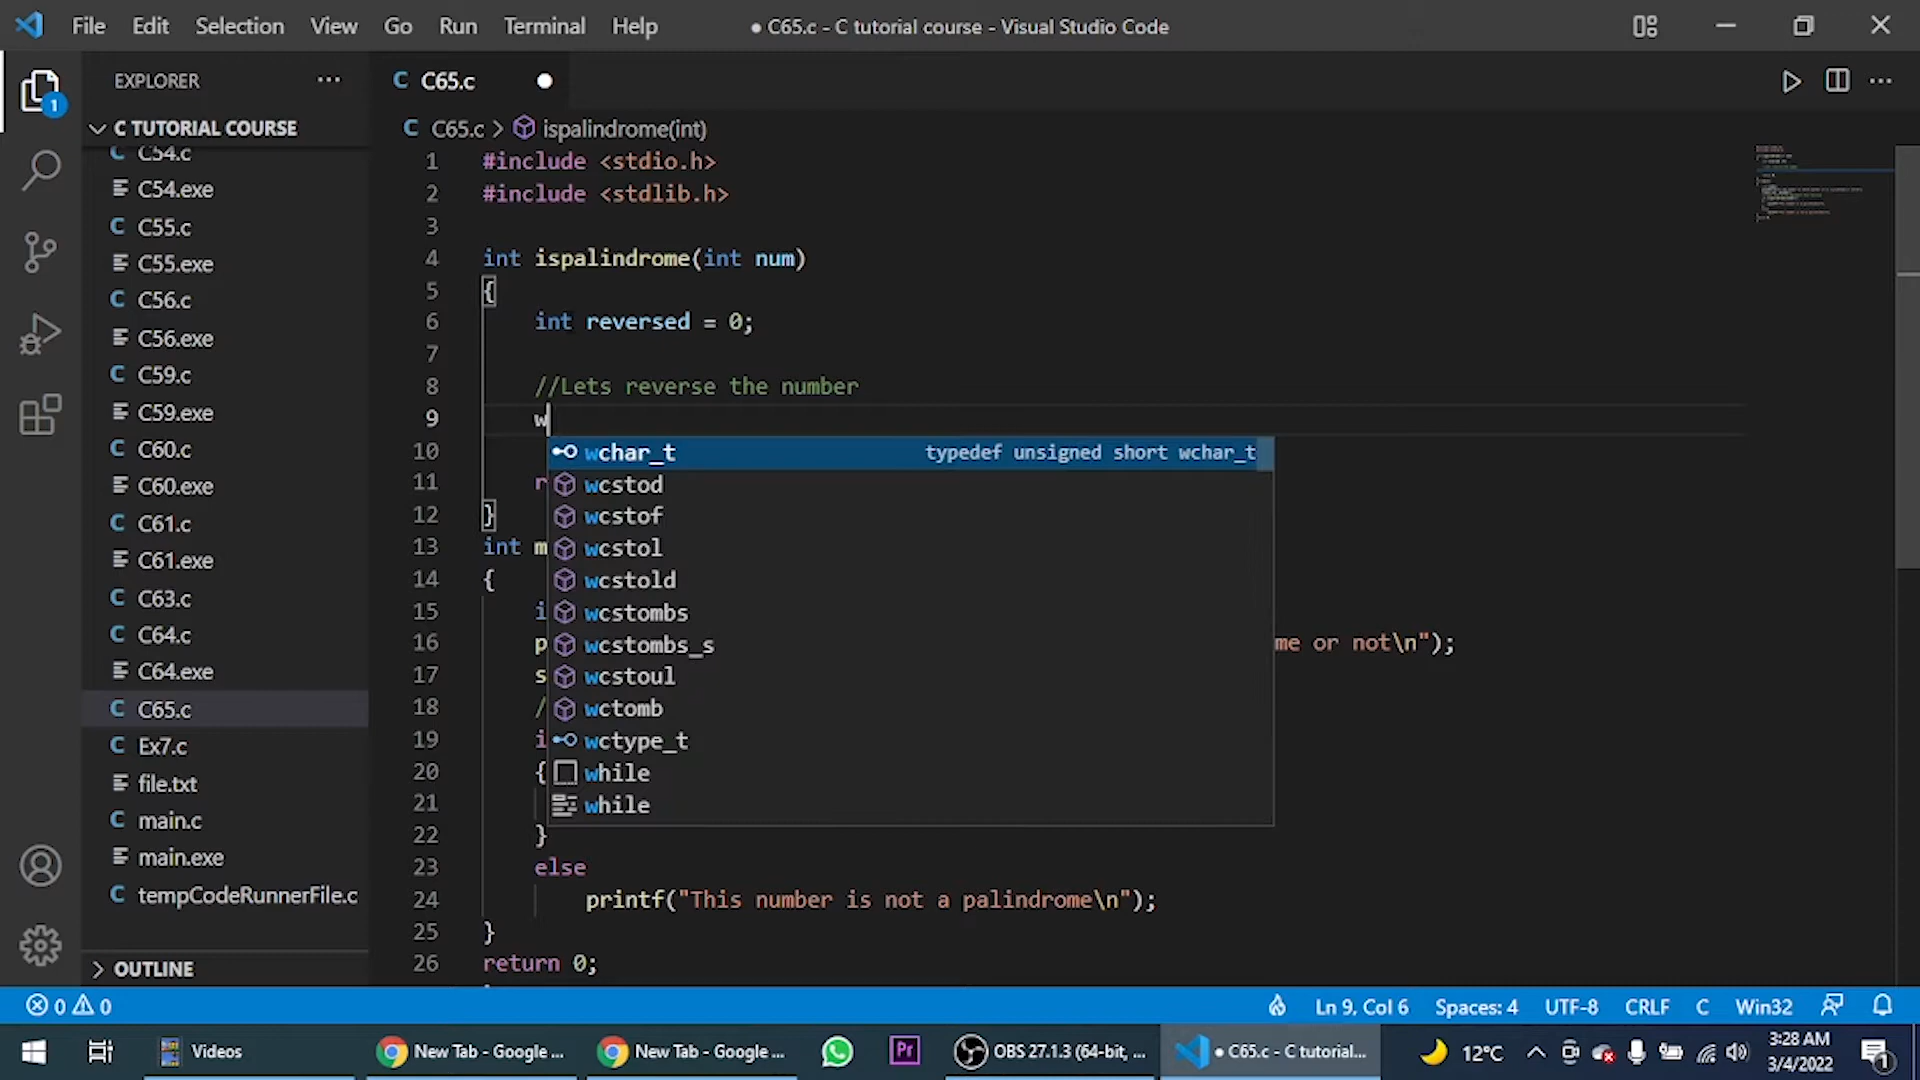 File Edit Selection View Go Run Terminal Help
● C65.c - C tutorial course - Visual Studio Code
EXPLORER
C TUTORIAL COURSE
C54.c
C54.exe
C55.c
C55.exe
C56.c
C56.exe
C59.c
C59.exe
C60.c
C60.exe
C61.c
C61.exe
C63.c
C64.c
C64.exe
C65.c
Ex7.c
file.txt
main.c
main.exe
tempCodeRunnerFile.c
OUTLINE
1
C65.c
C65.c > ispalindrome(int)
1 #include <stdio.h>
2 #include <stdlib.h>
3
4 int ispalindrome(int num)
5 {
6 int reversed = 0;
7
8 //Lets reverse the number
9 w
wchar_t typedef unsigned short wchar_t
wcstod
wcstof
wcstol
wcstold
wcstombs
wcstombs_s
wcstoul
wctomb
wctype_t
while
while
10
11 r
12 }
13 int m
14 {
15 i
16 p me or not\n");
17 s
18 /
19 i
20 {
21
22 }
23 else
24 printf("This number is not a palindrome\n");
25 }
26 return 0;
0 0
Ln 9, Col 6 Spaces: 4 UTF-8 CRLF C Win32
Videos
New Tab - Google ...
New Tab - Google ...
Pr
OBS 27.1.3 (64-bit, ...
● C65.c - C tutorial...
12°C
3:28 AM
3/4/2022
1